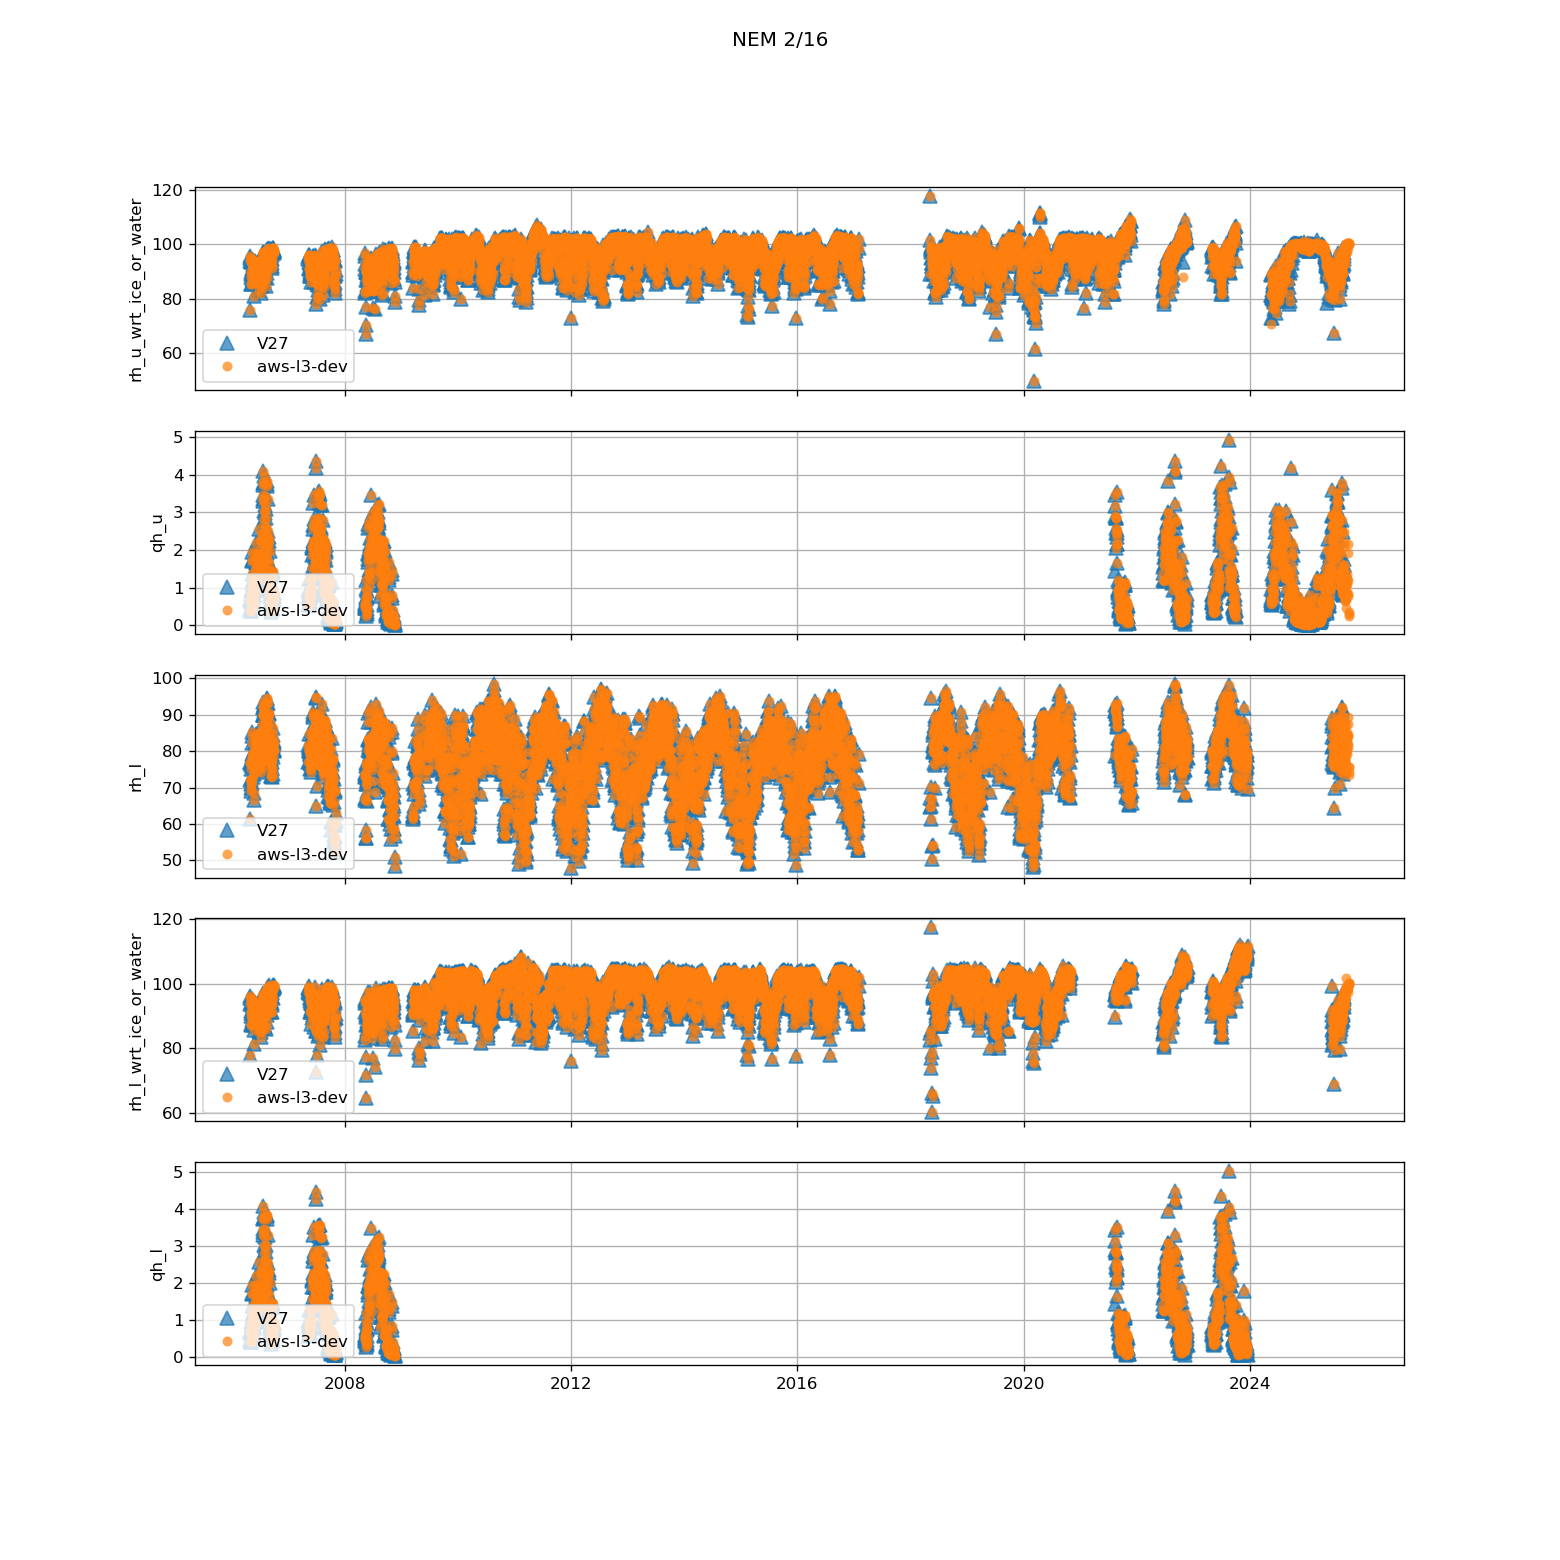 NEM 2/16
120
100
80
60
rh_u_wrt_ice_or_water
V27
aws-l3-dev
5
4
3
2
1
0
qh_u
V27
aws-l3-dev
100
90
80
70
60
50
rh_l
V27
aws-l3-dev
120
100
80
60
rh_l_wrt_ice_or_water
V27
aws-l3-dev
5
4
3
2
1
0
qh_l
V27
aws-l3-dev
2008
2012
2016
2020
2024